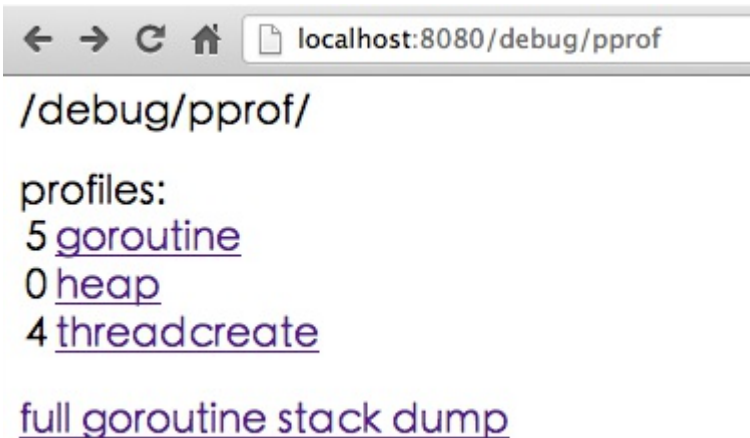 localhost:8080/debug/pprof
/debug/pprof/
profiles:
5 goroutine
0 heap
4 threadcreate
full goroutine stack dump